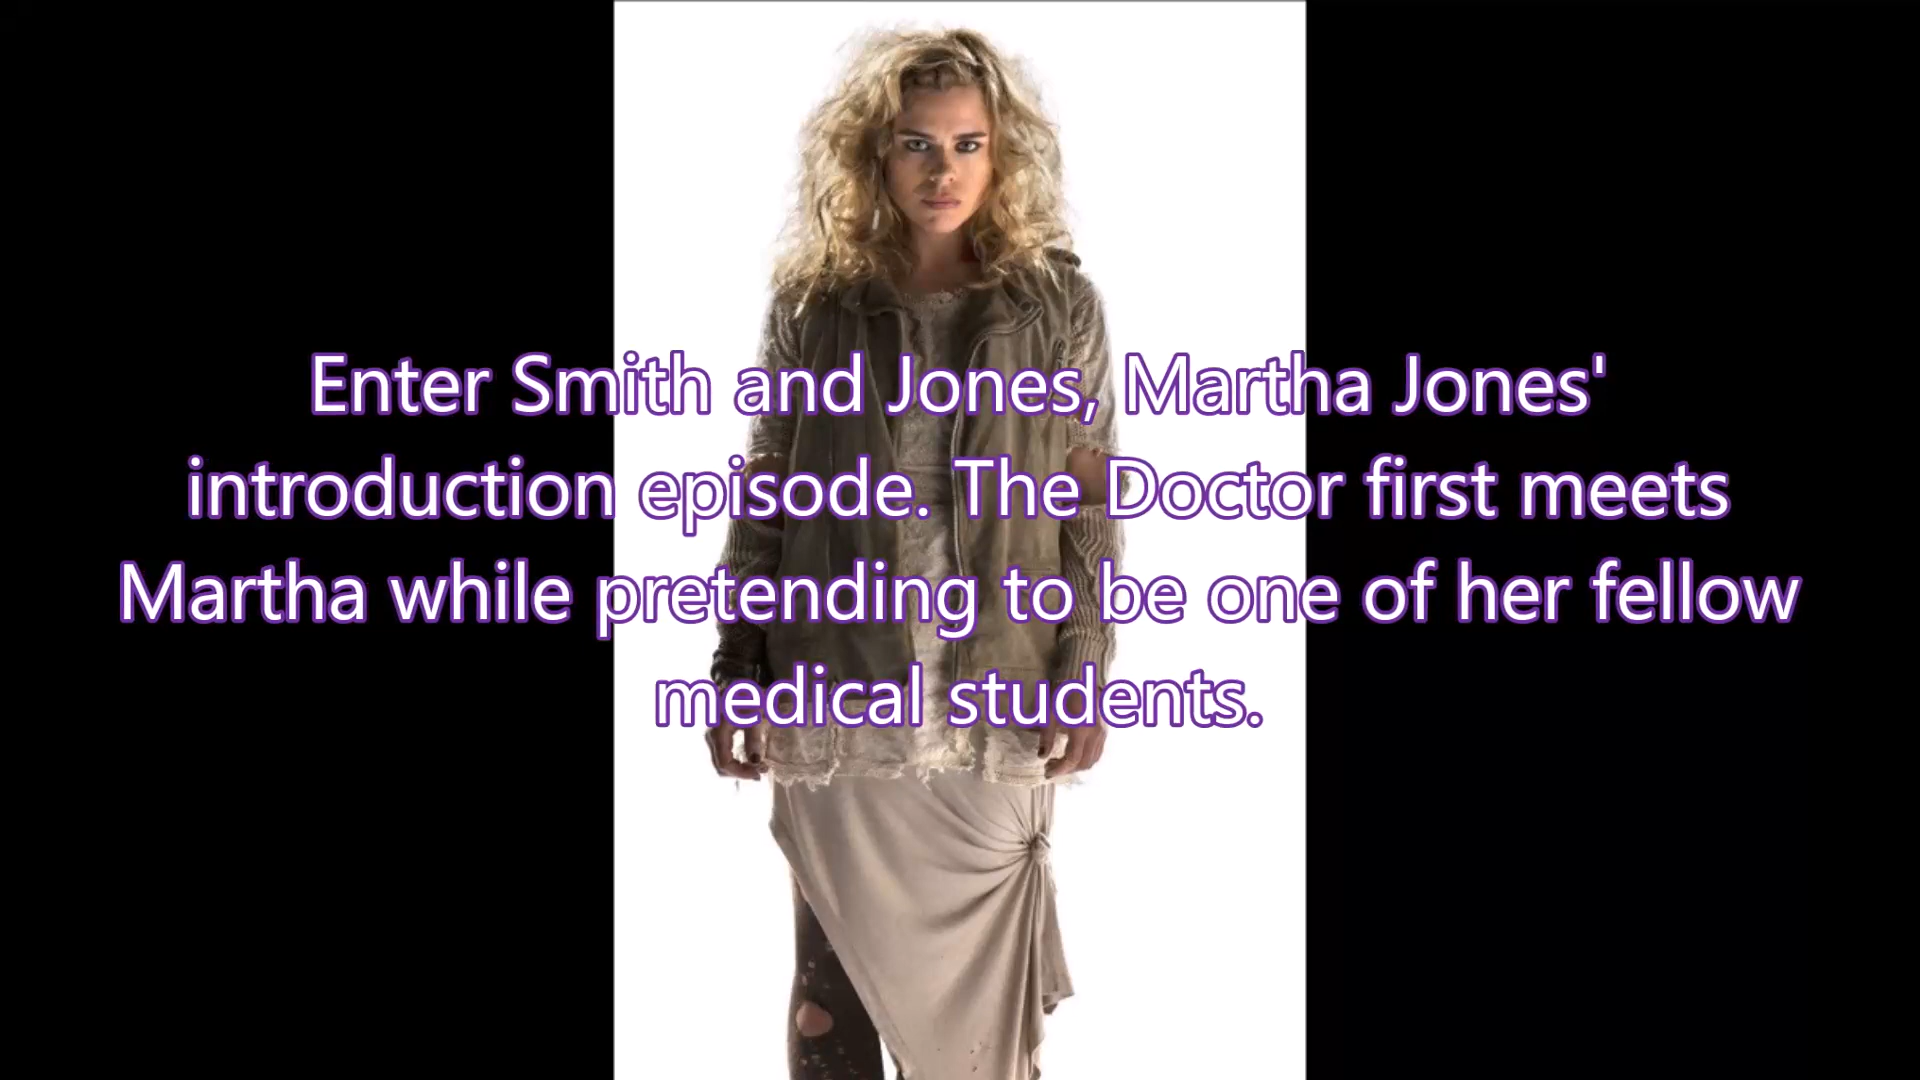 Enter Smith and Jones, Martha Jones'
introduction episode. The Doctor first meets
Martha while pretending to be one of her fellow
medical students.